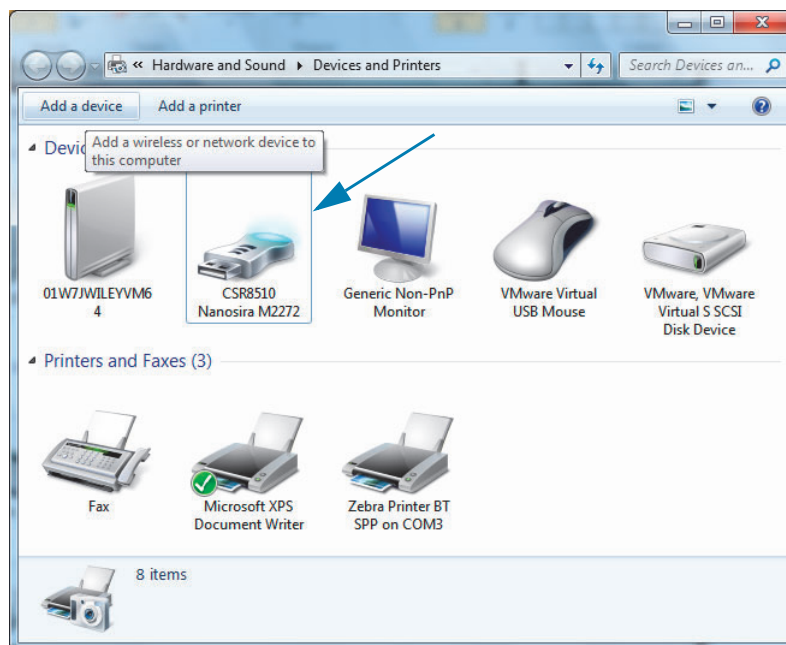 « Hardware and Sound ▸ Devices and Printers
Search Devices an...
Add a device Add a printer
Add a wireless or network device to
this computer
Devic
01W7JWILEYVM6
4
CSR8510
Nanosira M2272
Generic Non-PnP
Monitor
VMware Virtual
USB Mouse
VMware, VMware
Virtual S SCSI
Disk Device
Printers and Faxes (3)
Fax
Microsoft XPS
Document Writer
Zebra Printer BT
SPP on COM3
8 items